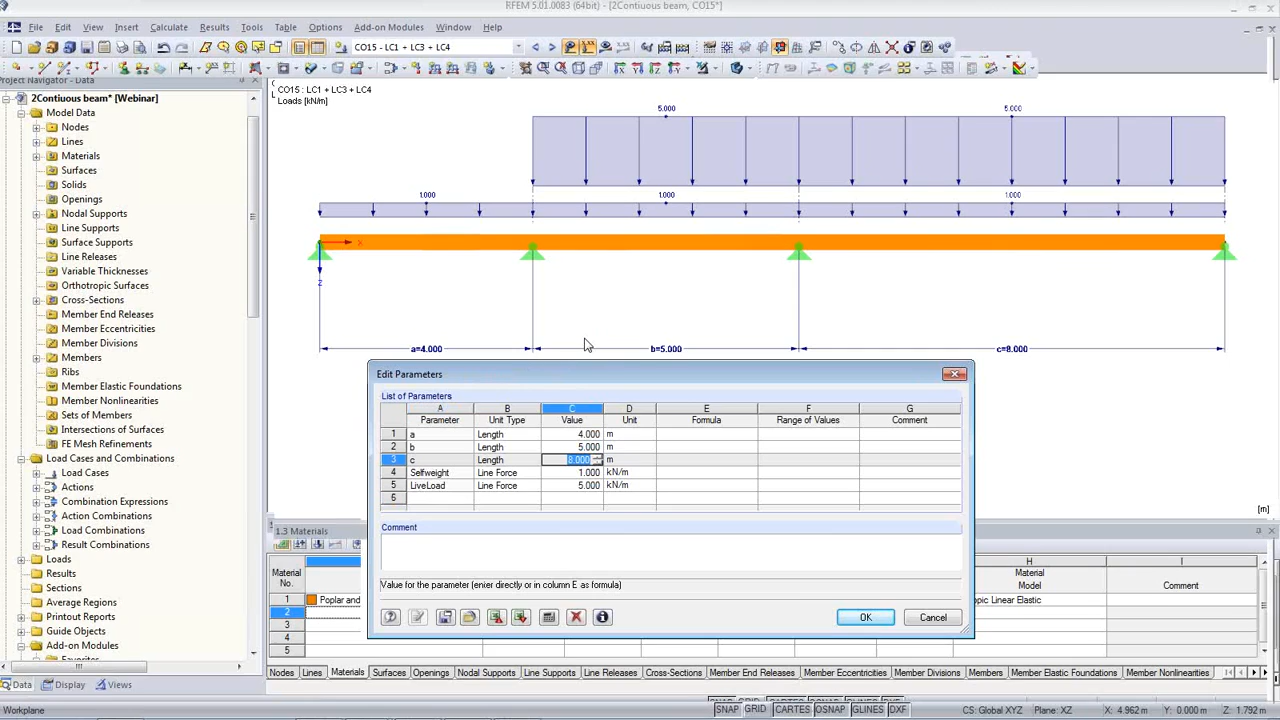 RFEM 5.01.0083 (64bit) - [2Contiuous beam, CO15*]
File Edit View Insert Calculate Results Tools Table Options Add-on Modules Window Help
CO15 - LC1 + LC3 + LC4
Project Navigator - Data
2Contiuous beam* [Webinar]
Model Data
Nodes
Lines
Materials
Surfaces
Solids
Openings
Nodal Supports
Line Supports
Surface Supports
Line Releases
Variable Thicknesses
Orthotropic Surfaces
Cross-Sections
Member End Releases
Member Eccentricities
Member Divisions
Members
Ribs
Member Elastic Foundations
Member Nonlinearities
Sets of Members
Intersections of Surfaces
FE Mesh Refinements
Load Cases and Combinations
Load Cases
Actions
Combination Expressions
Action Combinations
Load Combinations
Result Combinations
Loads
Results
Sections
Average Regions
Printout Reports
Guide Objects
Add-on Modules
Favorites
Data Display Views
CO15 : LC1 + LC3 + LC4
Loads [kN/m]
5.000 5.000
1.000 1.000 1.000
X
Z
a=4.000 b=5.000 c=8.000
[m]
Edit Parameters
List of Parameters
A B C D E F G
Parameter Unit Type Value Unit Formula Range of Values Comment
1 a Length 4.000 m
2 b Length 5.000 m
3 c Length 8.000 m
4 Selfweight Line Force 1.000 kN/m
5 LiveLoad Line Force 5.000 kN/m
6
Comment
Value for the parameter (enter directly or in column E as formula)
OK Cancel
1.3 Materials
H I
Material No. Material Model Comment
1 Poplar and opic Linear Elastic
2
3
4
5
Nodes Lines Materials Surfaces Openings Nodal Supports Line Supports Line Releases Cross-Sections Member End Releases Member Eccentricities Member Divisions Members Member Elastic Foundations Member Nonlinearities
Workplane SNAP GRID CARTES OSNAP GLINES DXF CS: Global XYZ Plane: XZ X: 4.962 m Y: 0.000 m Z: 1.792 m